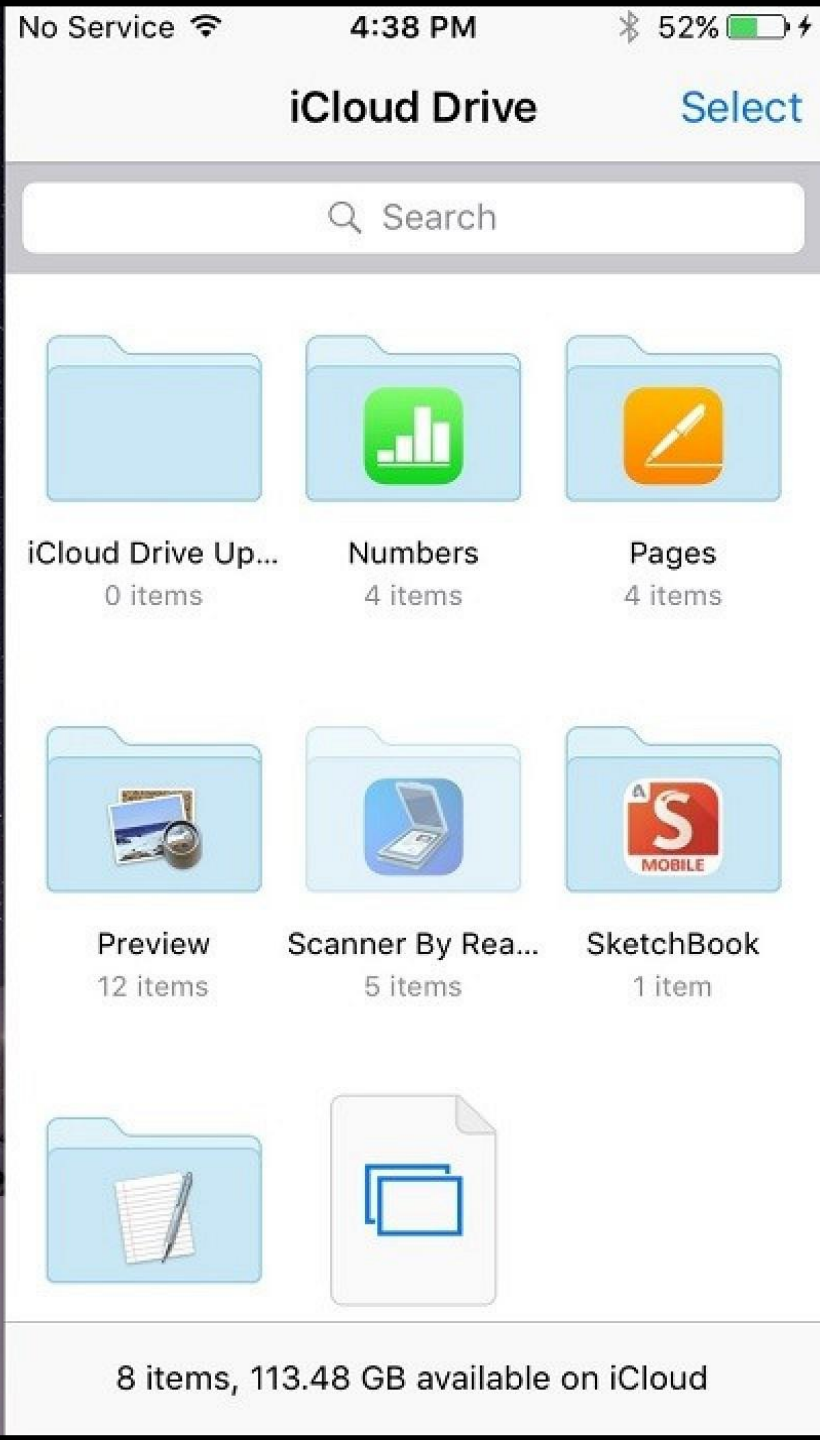 No Service 4:38 PM 52%
iCloud Drive Select
Search
iCloud Drive Up... Numbers Pages
0 items 4 items 4 items
A S
MOBILE
Preview Scanner By Rea... SketchBook
12 items 5 items 1 item
8 items, 113.48 GB available on iCloud